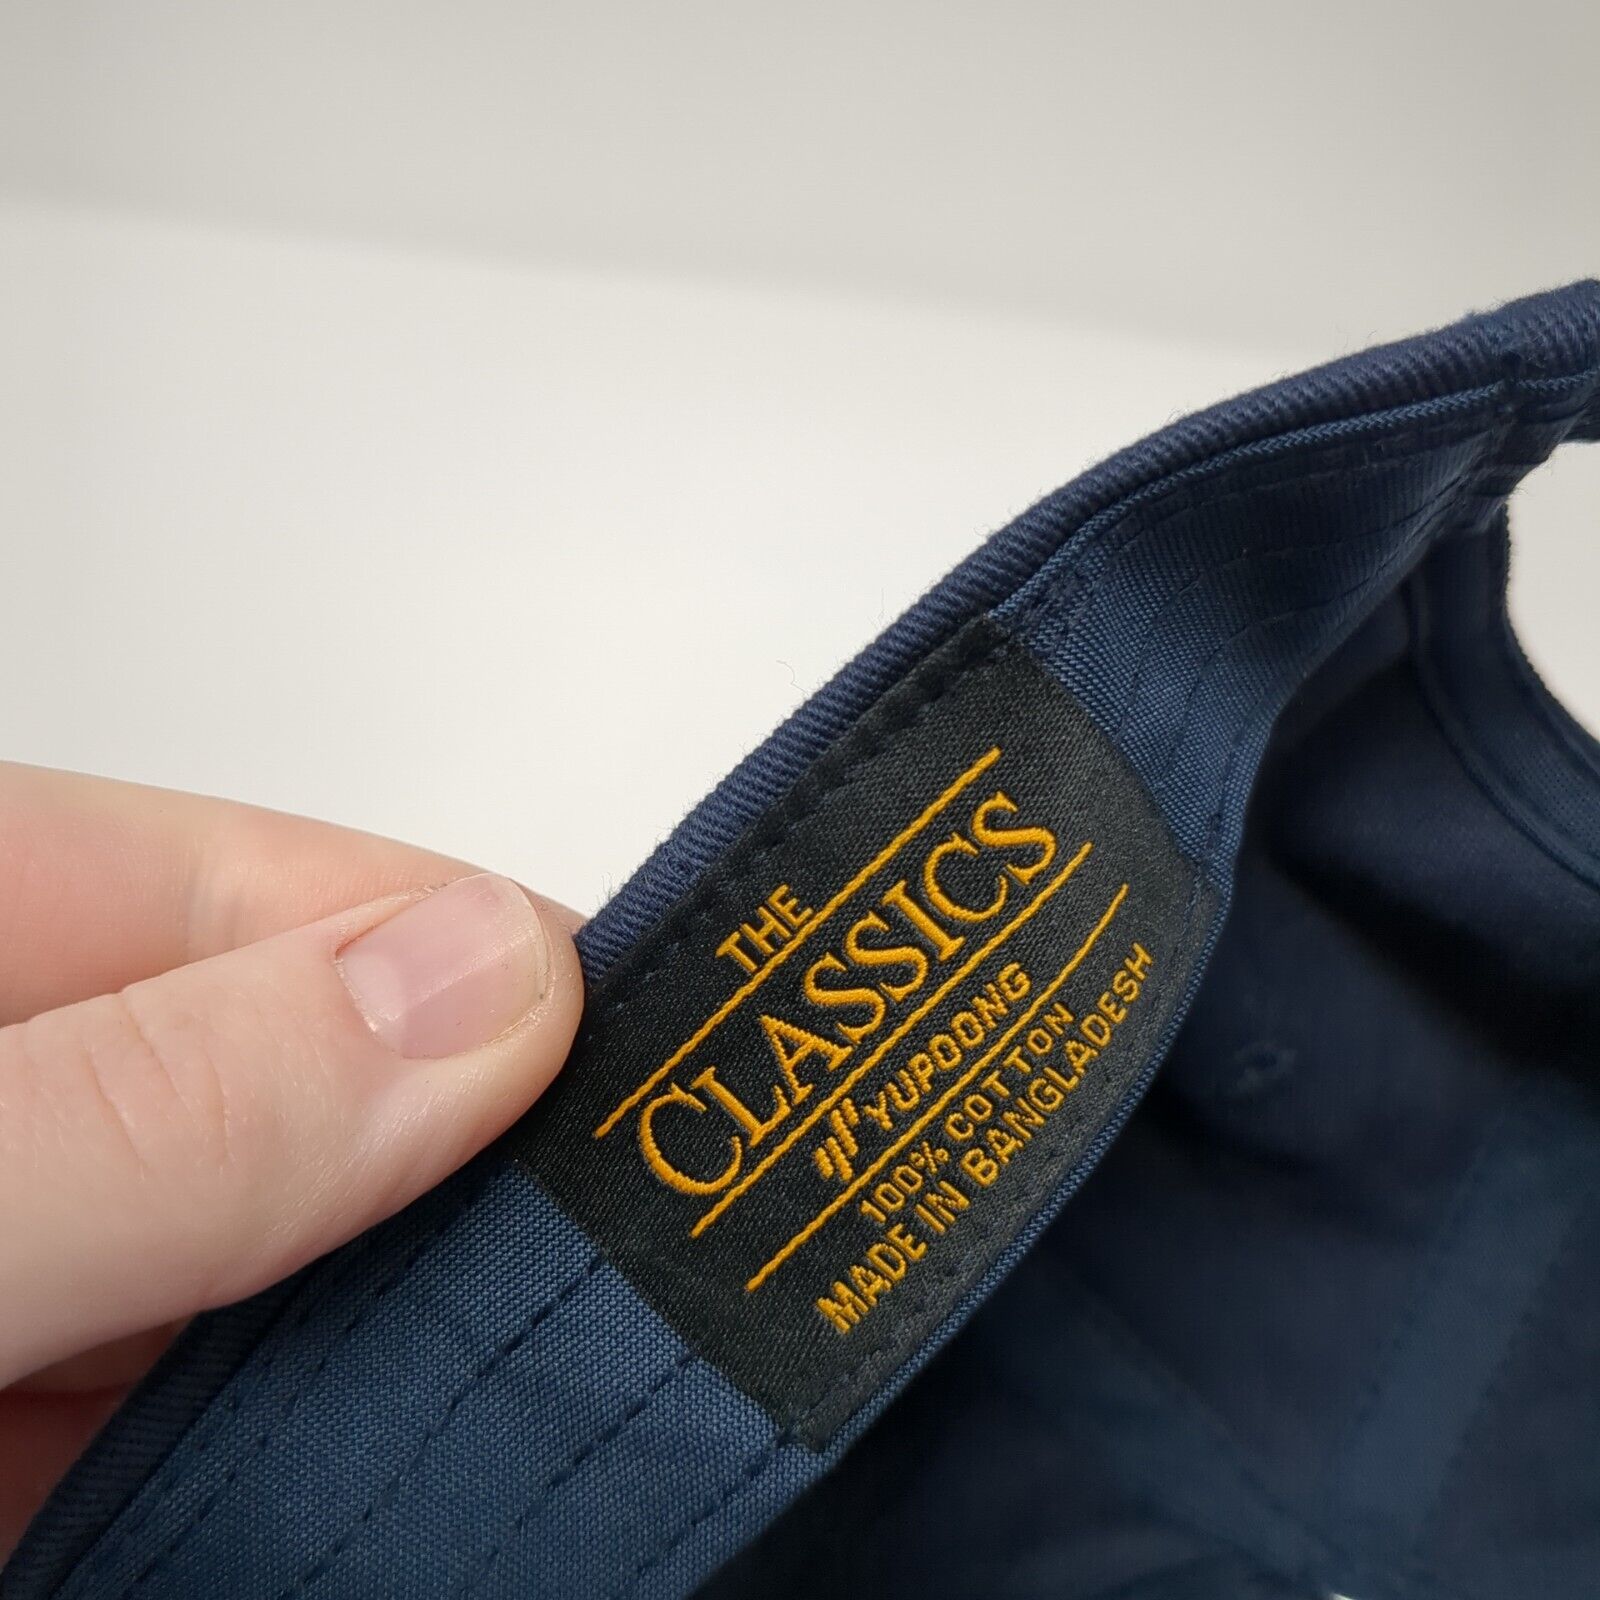 THE
CLASSICS
YUPOONG
100% COTTON
MADE IN BANGLADESH